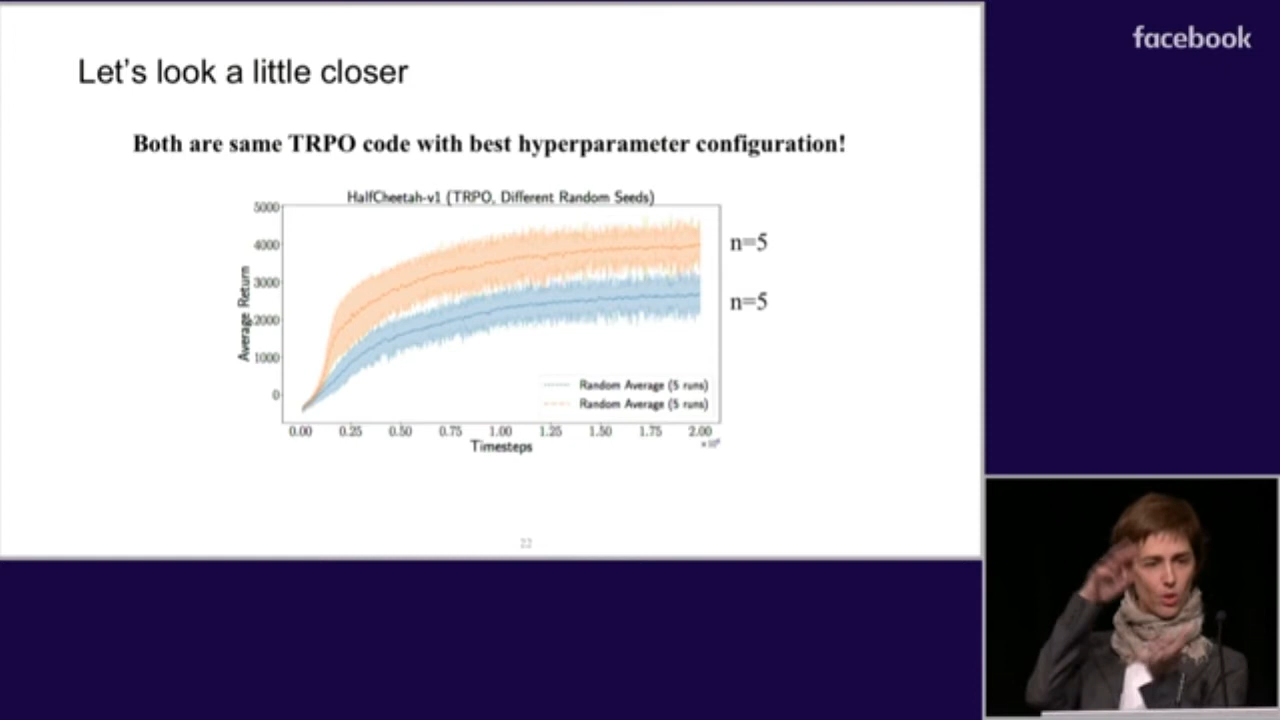 facebook
Let's look a little closer
Both are same TRPO code with best hyperparameter configuration!
HalfCheetah-v1 (TRPO, Different Random Seeds)
5000
4000
3000
2000
1000
0
Average Return
n=5
n=5
Random Average (5 runs)
Random Average (5 runs)
0.00 0.25 0.50 0.75 1.00 1.25 1.50 1.75 2.00
Timesteps
22